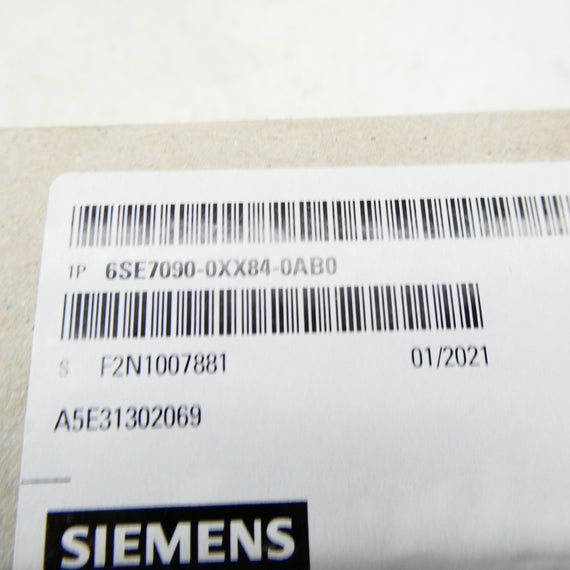 1P 6SE7090-0XX84-0AB0
S F2N1007881 01/2021
A5E31302069
SIEMENS